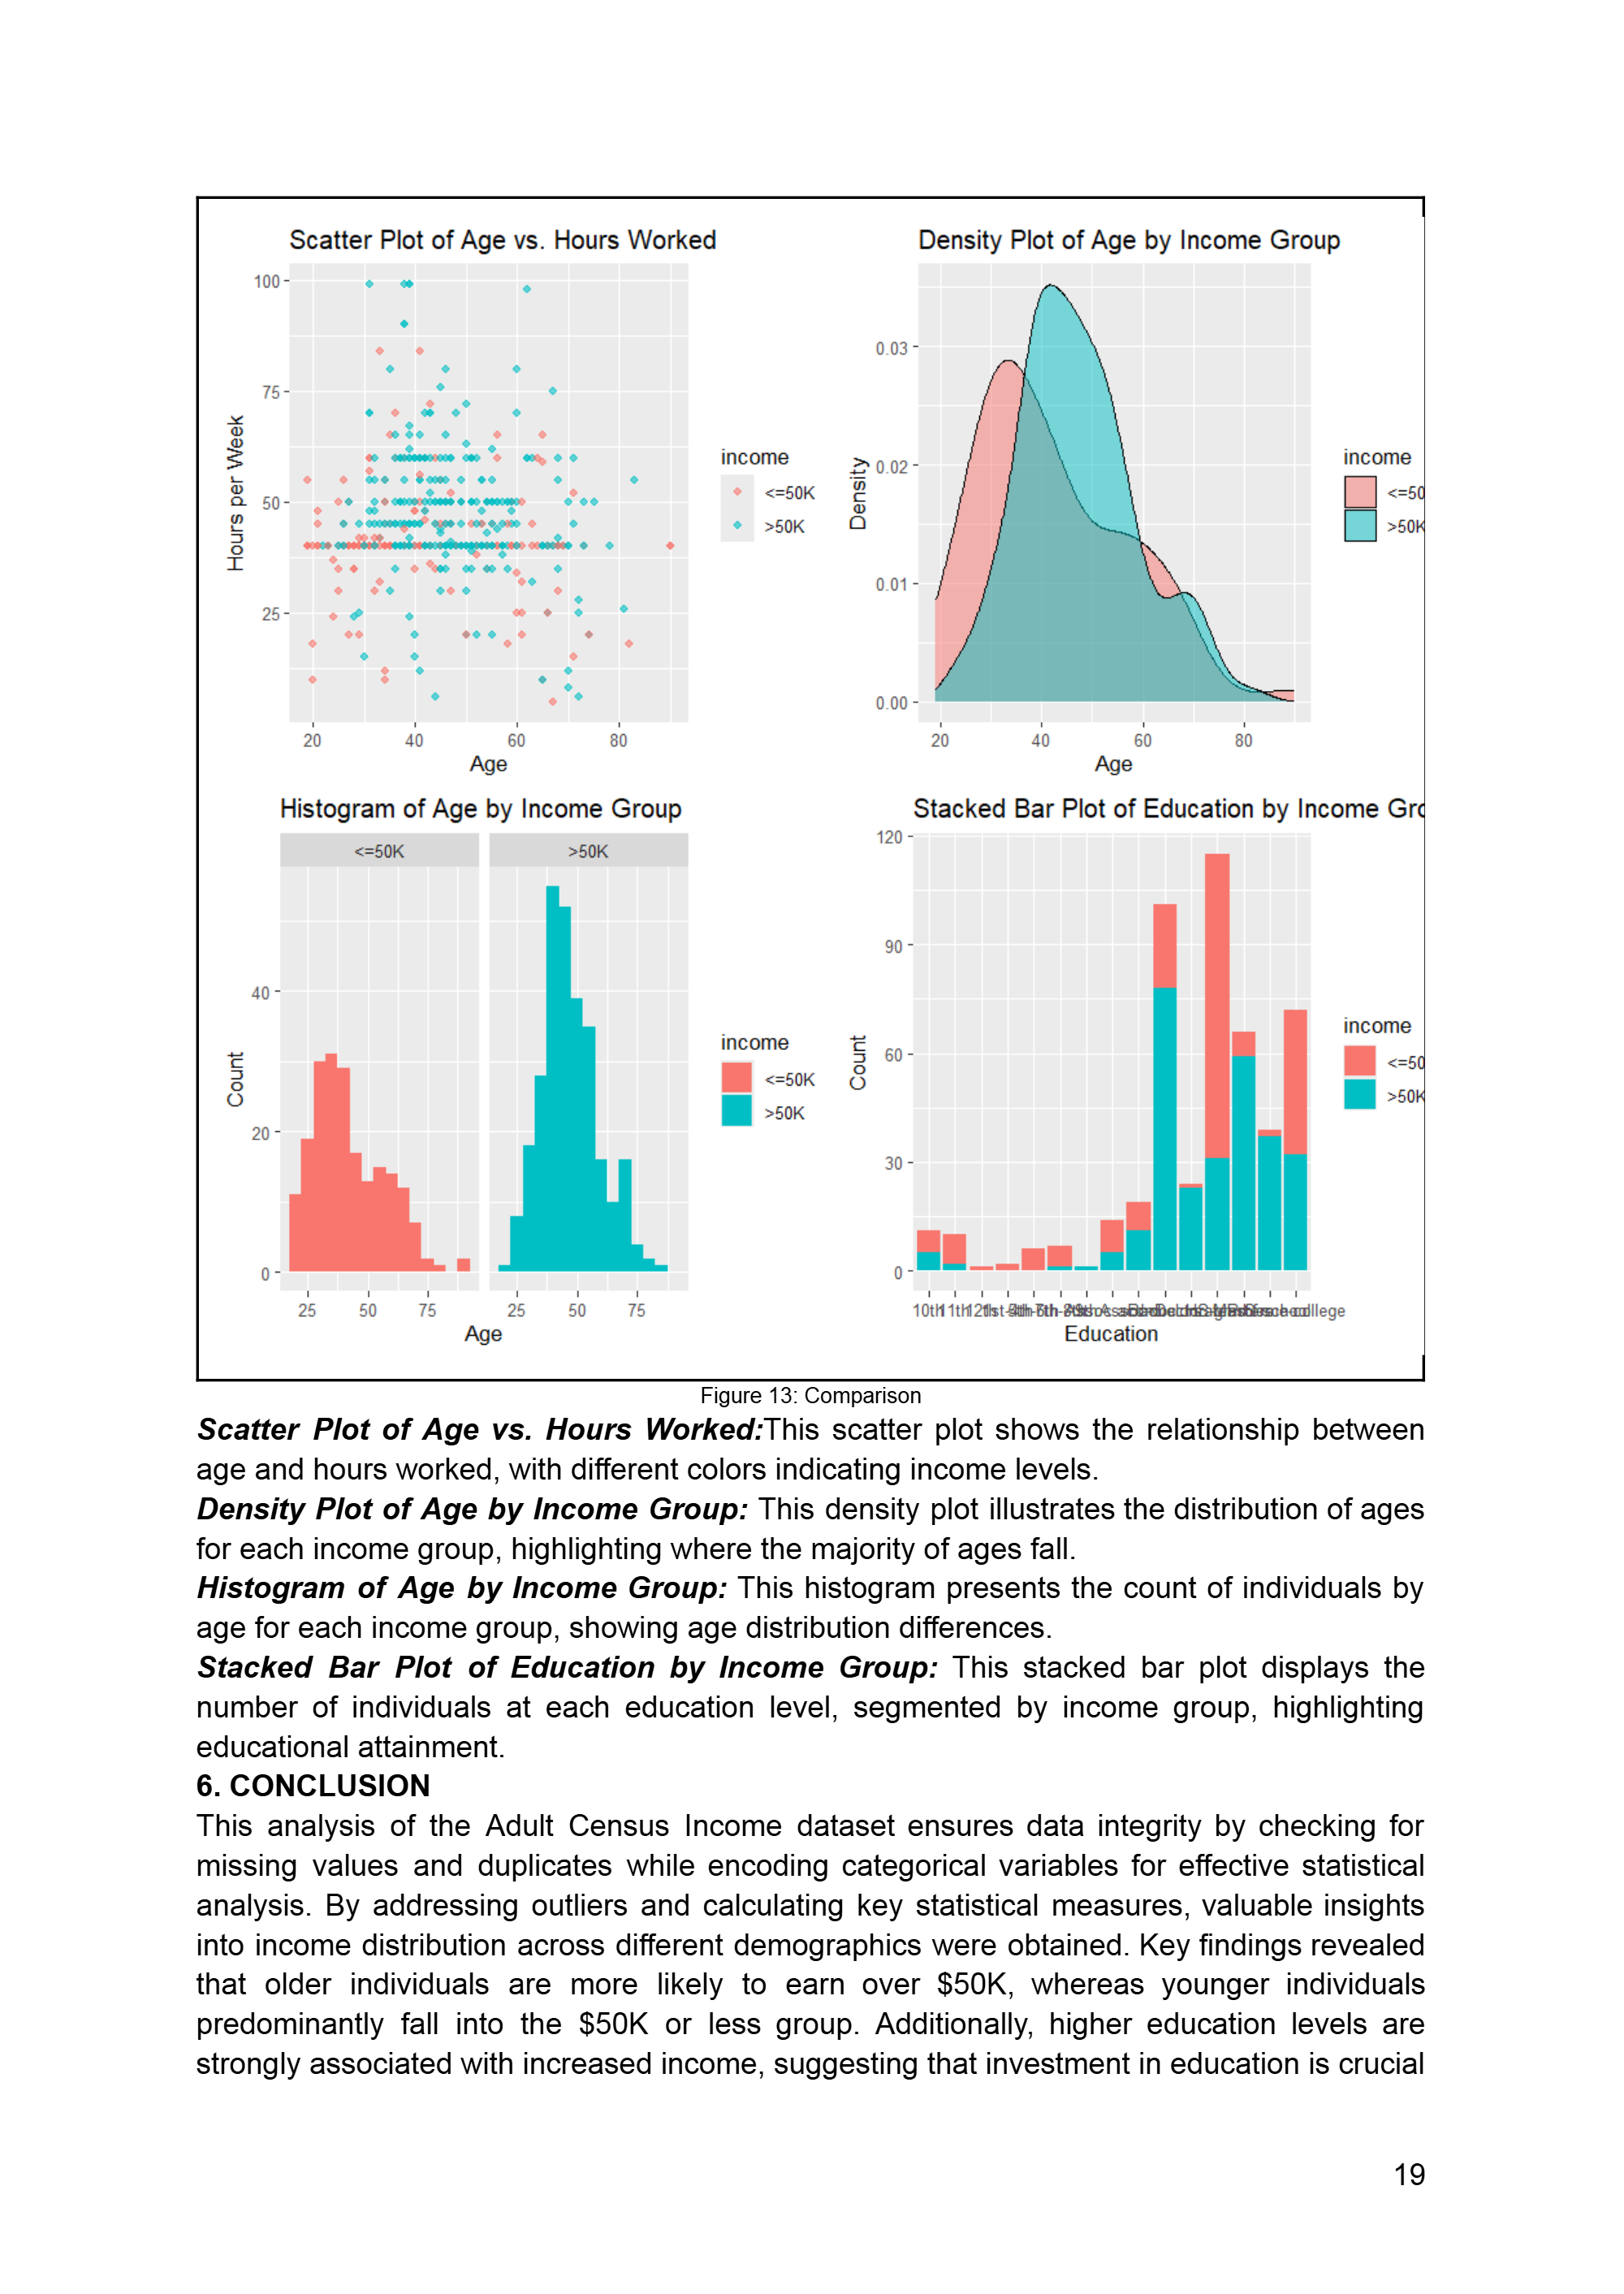 Scatter Plot of Age vs. Hours Worked
100
75
50
25
Hours per Week
20 40 60 80
Age
income
<=50K
>50K
Density Plot of Age by Income Group
0.03
0.02
0.01
0.00
Density
20 40 60 80
Age
income
<=50
>50K
Histogram of Age by Income Group
<=50K >50K
40
20
0
Count
25 50 75 25 50 75
Age
income
<=50K
>50K
Stacked Bar Plot of Education by Income Gro
120
90
60
30
0
Count
10th 11th 12th
Education
income
<=50
>50K
Figure 13: Comparison
Scatter Plot of Age vs. Hours Worked:This scatter plot shows the relationship between
age and hours worked, with different colors indicating income levels.
Density Plot of Age by Income Group: This density plot illustrates the distribution of ages
for each income group, highlighting where the majority of ages fall.
Histogram of Age by Income Group: This histogram presents the count of individuals by
age for each income group, showing age distribution differences.
Stacked Bar Plot of Education by Income Group: This stacked bar plot displays the
number of individuals at each education level, segmented by income group, highlighting
educational attainment.
6. CONCLUSION
This analysis of the Adult Census Income dataset ensures data integrity by checking for
missing values and duplicates while encoding categorical variables for effective statistical
analysis. By addressing outliers and calculating key statistical measures, valuable insights
into income distribution across different demographics were obtained. Key findings revealed
that older individuals are more likely to earn over $50K, whereas younger individuals
predominantly fall into the $50K or less group. Additionally, higher education levels are
strongly associated with increased income, suggesting that investment in education is crucial
19